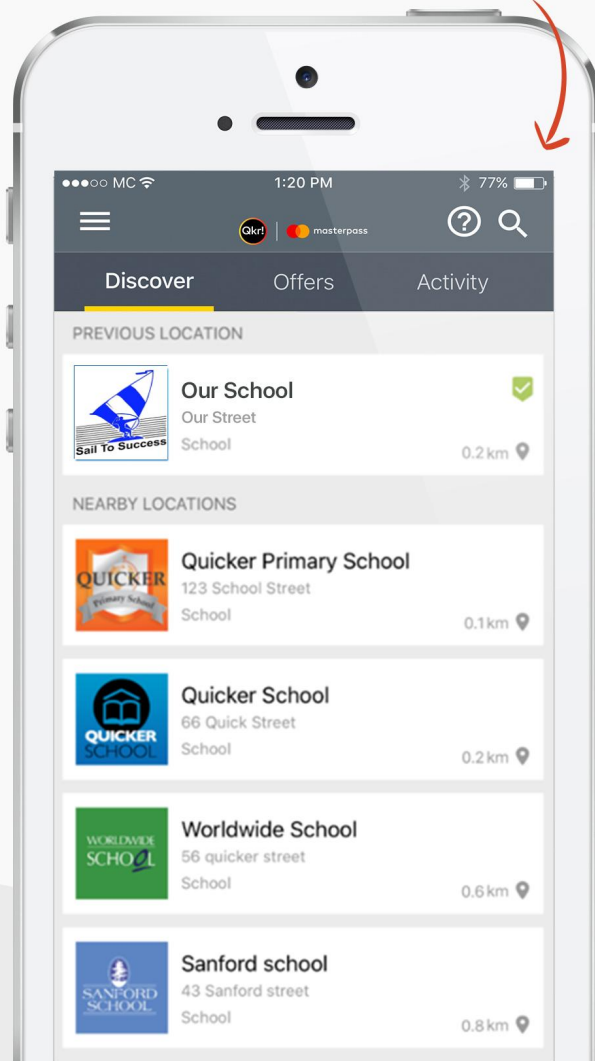 MC
1:20 PM
77%
Qkr!
masterpass
Discover
Offers
Activity
PREVIOUS LOCATION
Sail To Success
Our School
Our Street
School
0.2 km
NEARBY LOCATIONS
QUICKER
Primary School
Quicker Primary School
123 School Street
School
0.1 km
QUICKER
SCHOOL
Quicker School
66 Quick Street
School
0.2 km
WORLDWIDE
SCHOOL
Worldwide School
56 quicker street
School
0.6 km
SANFORD
SCHOOL
Sanford school
43 Sanford street
School
0.8 km